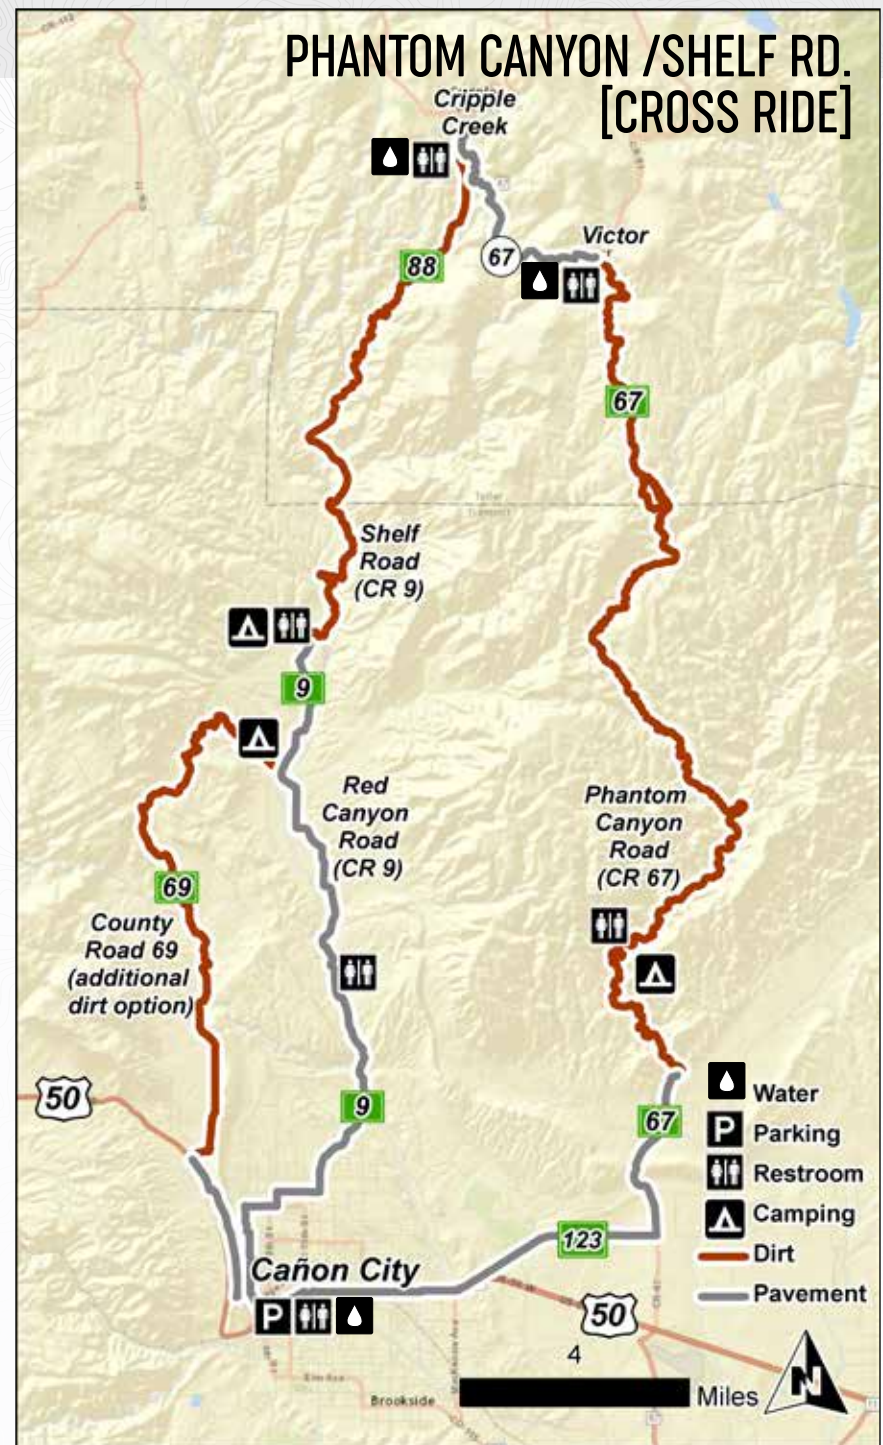 PHANTOM CANYON /SHELF RD.
[CROSS RIDE]
Cripple
Creek
67
Victor
88
67
Shelf
Road
(CR 9)
9
Red
Canyon
Road
(CR 9)
Phantom
Canyon
Road
(CR 67)
69
County
Road 69
(additional
dirt option)
50
9
67
Water
P Parking
Restroom
Camping
Dirt
Pavement
123
Cañon City
P
50
4
Miles
N
Brookside